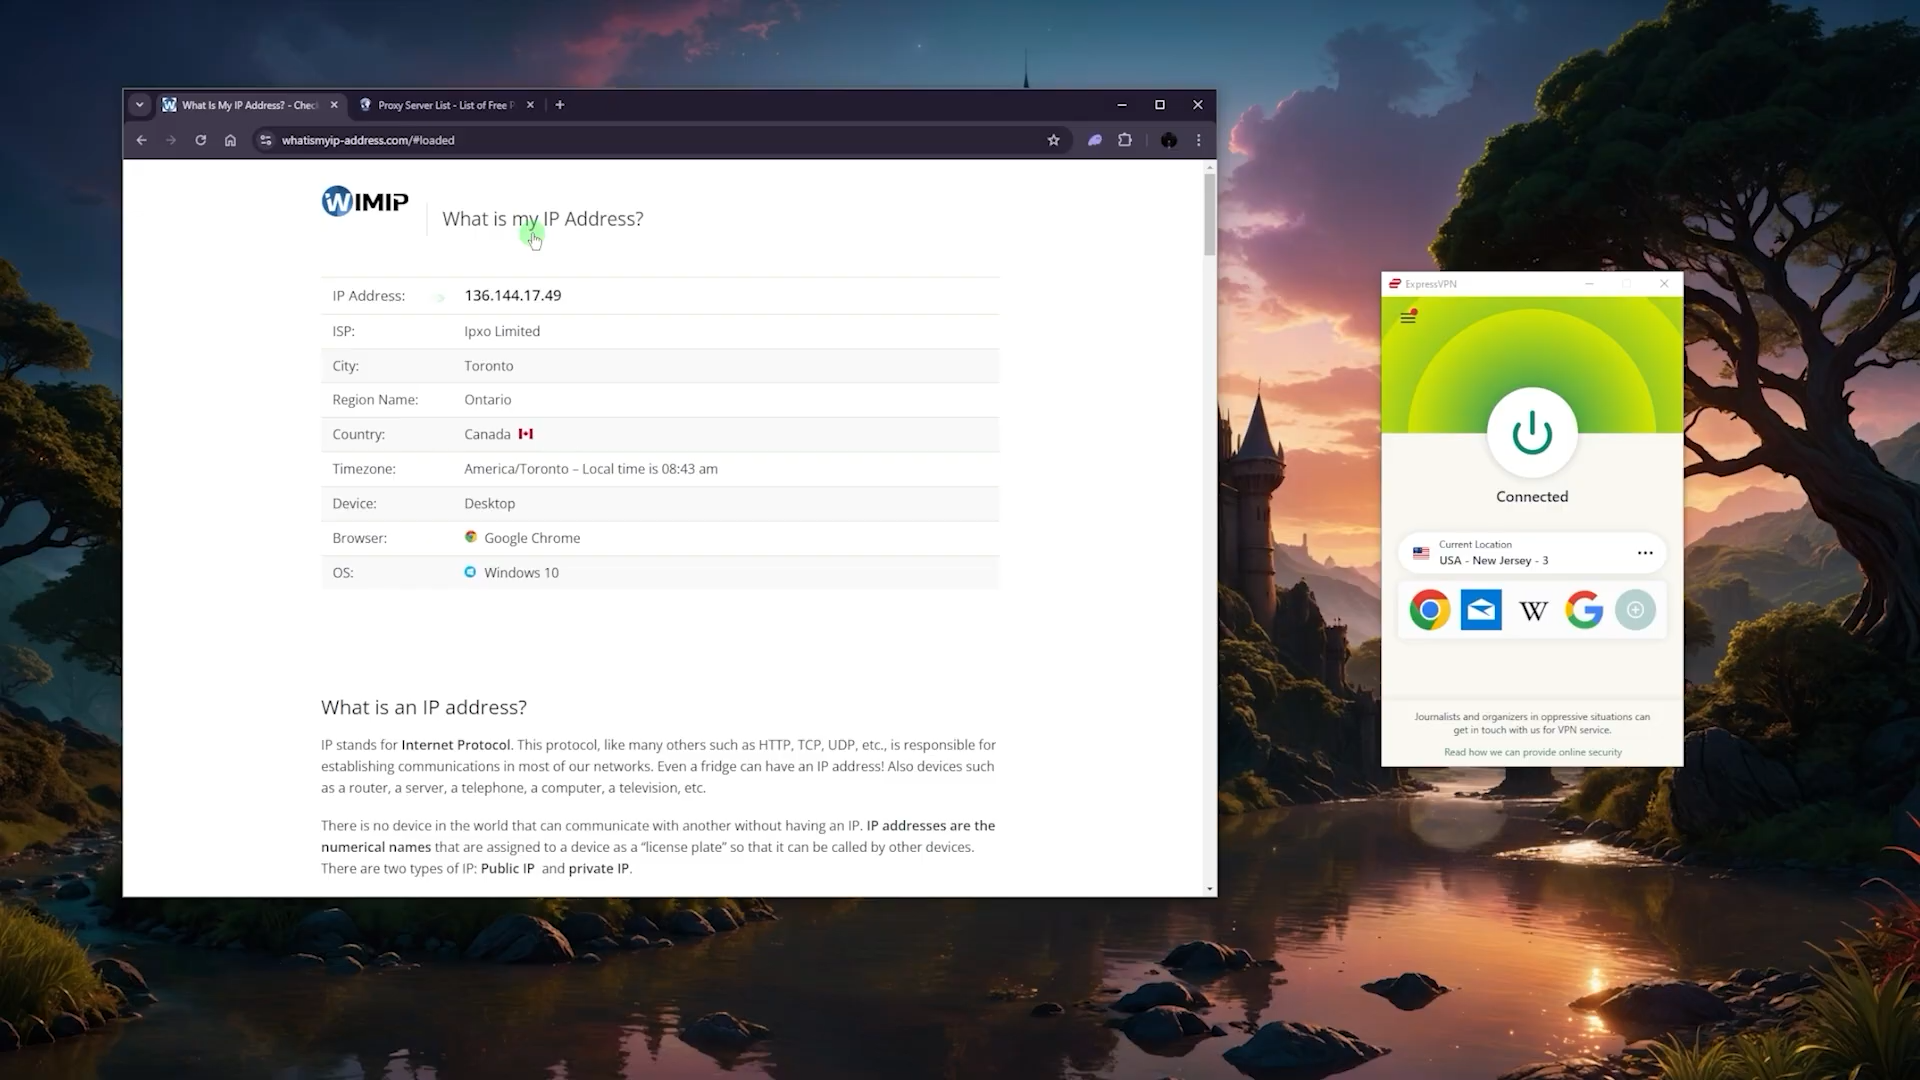 What Is My IP Address? - Chec
Proxy Server List - List of Free P
whatismyip-address.com/#loaded
WIMIP
What is my IP Address?
IP Address: 136.144.17.49
ISP: Ipxo Limited
City: Toronto
Region Name: Ontario
Country: Canada
Timezone: America/Toronto – Local time is 08:43 am
Device: Desktop
Browser: Google Chrome
OS: Windows 10
What is an IP address?
IP stands for Internet Protocol. This protocol, like many others such as HTTP, TCP, UDP, etc., is responsible for
establishing communications in most of our networks. Even a fridge can have an IP address! Also devices such
as a router, a server, a telephone, a computer, a television, etc.
There is no device in the world that can communicate with another without having an IP. IP addresses are the
numerical names that are assigned to a device as a “license plate” so that it can be called by other devices.
There are two types of IP: Public IP and private IP.
ExpressVPN
Connected
Current Location
USA - New Jersey - 3
W
Journalists and organizers in oppressive situations can
get in touch with us for VPN service.
Read how we can provide online security